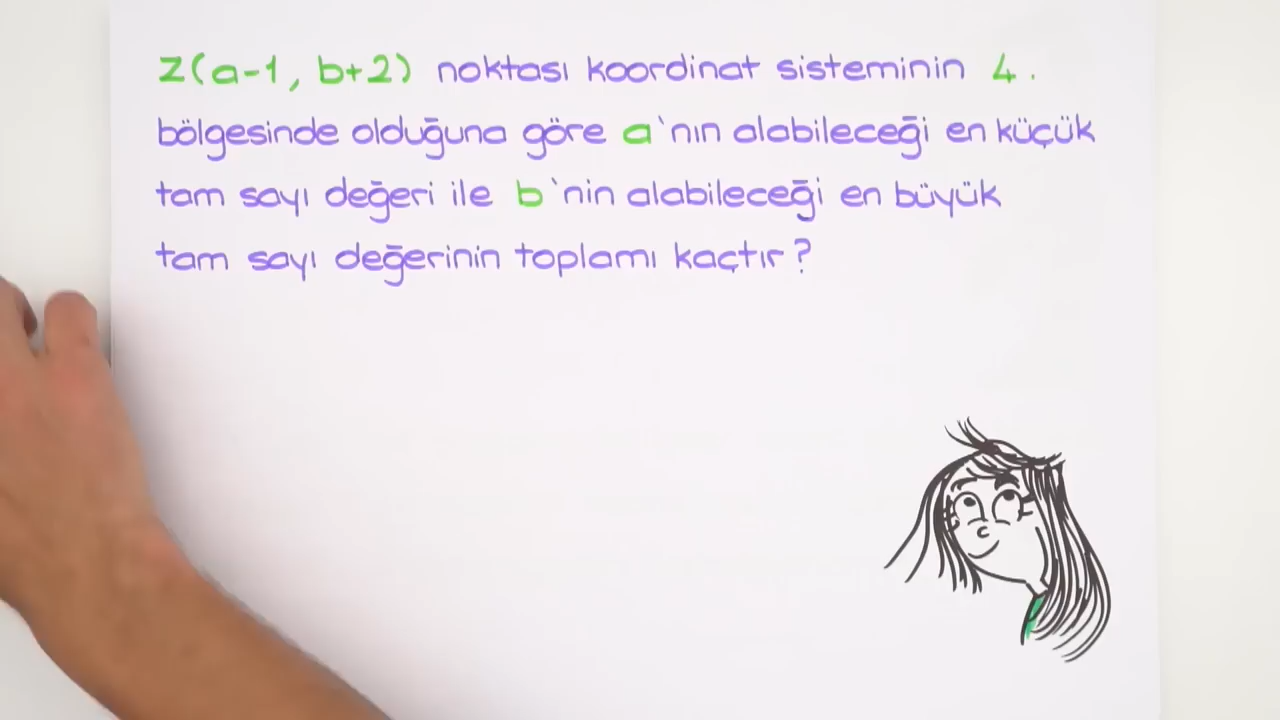 Z(a-1, b+2) noktası koordinat sisteminin 4.
bölgesinde olduğuna göre a'nın alabileceği en küçük
tam sayı değeri ile b'nin alabileceği en büyük
tam sayı değerinin toplamı kaçtır?